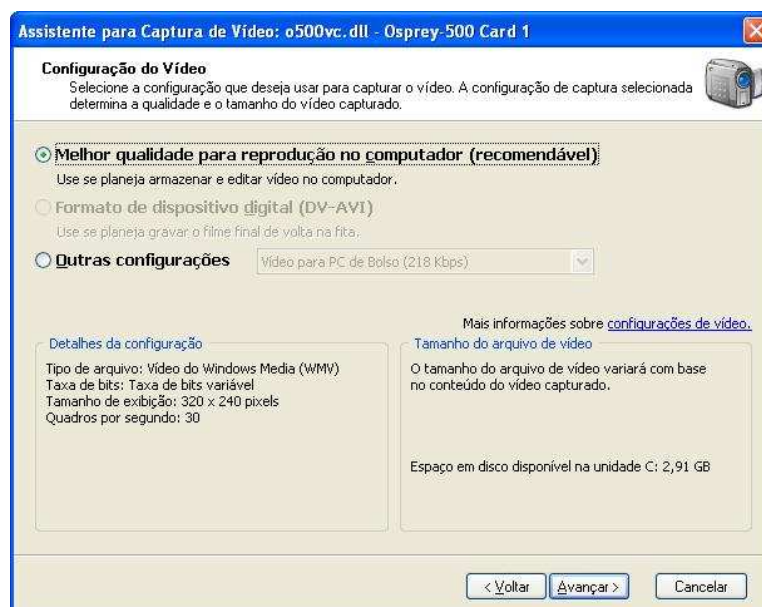 Assistente para Captura de Vídeo: o500vc.dll - Osprey-500 Card 1
Configuração do Vídeo
Selecione a configuração que deseja usar para capturar o vídeo. A configuração de captura selecionada
determina a qualidade e o tamanho do vídeo capturado.
Melhor qualidade para reprodução no computador (recomendável)
Use se planeja armazenar e editar vídeo no computador.
Formato de dispositivo digital (DV-AVI)
Use se planeja gravar o filme final de volta na fita.
Outras configurações
Vídeo para PC de Bolso (218 Kbps)
Mais informações sobre configurações de vídeo.
Detalhes da configuração
Tipo de arquivo: Vídeo do Windows Media (WMV)
Taxa de bits: Taxa de bits variável
Tamanho de exibição: 320 x 240 pixels
Quadros por segundo: 30
Tamanho do arquivo de vídeo
O tamanho do arquivo de vídeo variará com base
no conteúdo do vídeo capturado.
Espaço em disco disponível na unidade C: 2,91 GB
< Voltar Avançar > Cancelar